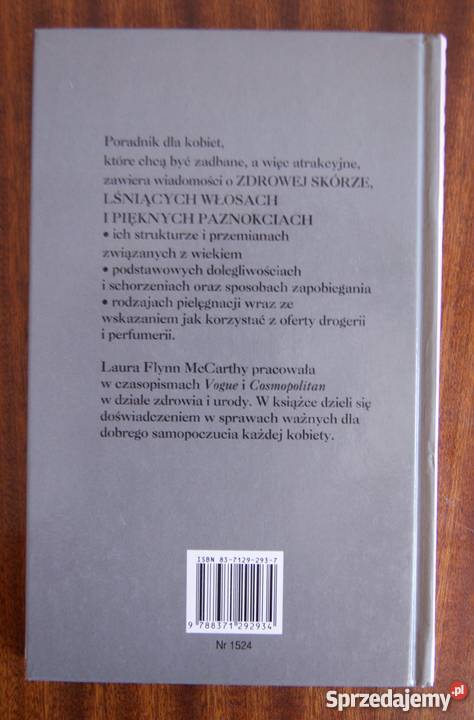 Poradnik dla kobiet,
które chcą być zadbane, a więc atrakcyjne,
zawiera wiadomości o ZDROWEJ SKÓRZE,
LŚNIĄCYCH WŁOSACH
I PIĘKNYCH PAZNOKCIACH
• ich strukturze i przemianach
związanych z wiekiem
• podstawowych dolegliwościach
i schorzeniach oraz sposobach zapobiegania
• rodzajach pielęgnacji wraz ze
wskazaniem jak korzystać z oferty drogerii
i perfumerii.
Laura Flynn McCarthy pracowała
w czasopismach Vogue i Cosmopolitan
w dziale zdrowia i urody. W książce dzieli się
doświadczeniem w sprawach ważnych dla
dobrego samopoczucia każdej kobiety.
ISBN 83-7129-293-7
9 788371 292934
Nr 1524
Sprzedajemy.pl